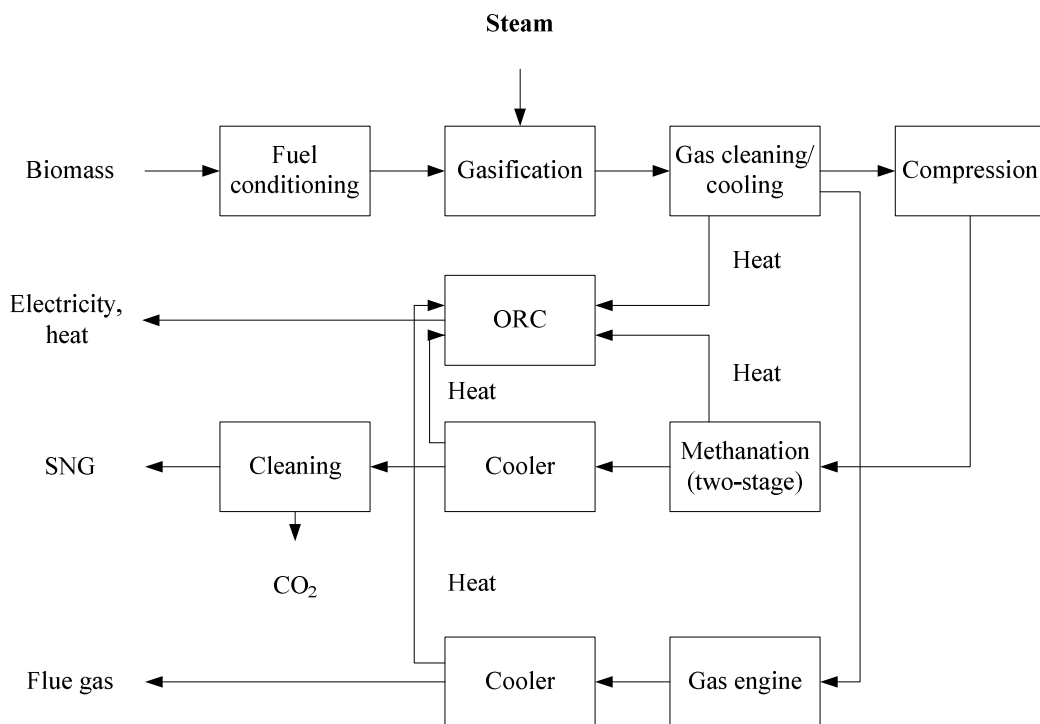 Steam
Biomass
Fuel
conditioning
Gasification
Gas cleaning/
cooling
Compression
Heat
Electricity,
heat
ORC
Heat
Heat
SNG
Cleaning
Cooler
Methanation
(two-stage)
CO₂
Heat
Flue gas
Cooler
Gas engine